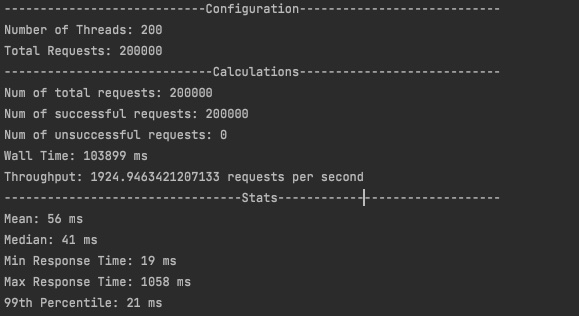 ----------------------------Configuration----------------------------
Number of Threads: 200
Total Requests: 200000
-----------------------------Calculations----------------------------
Num of total requests: 200000
Num of successful requests: 200000
Num of unsuccessful requests: 0
Wall Time: 103899 ms
Throughput: 1924.9463421207133 requests per second
---------------------------------Stats-------------------------------
Mean: 56 ms
Median: 41 ms
Min Response Time: 19 ms
Max Response Time: 1058 ms
99th Percentile: 21 ms